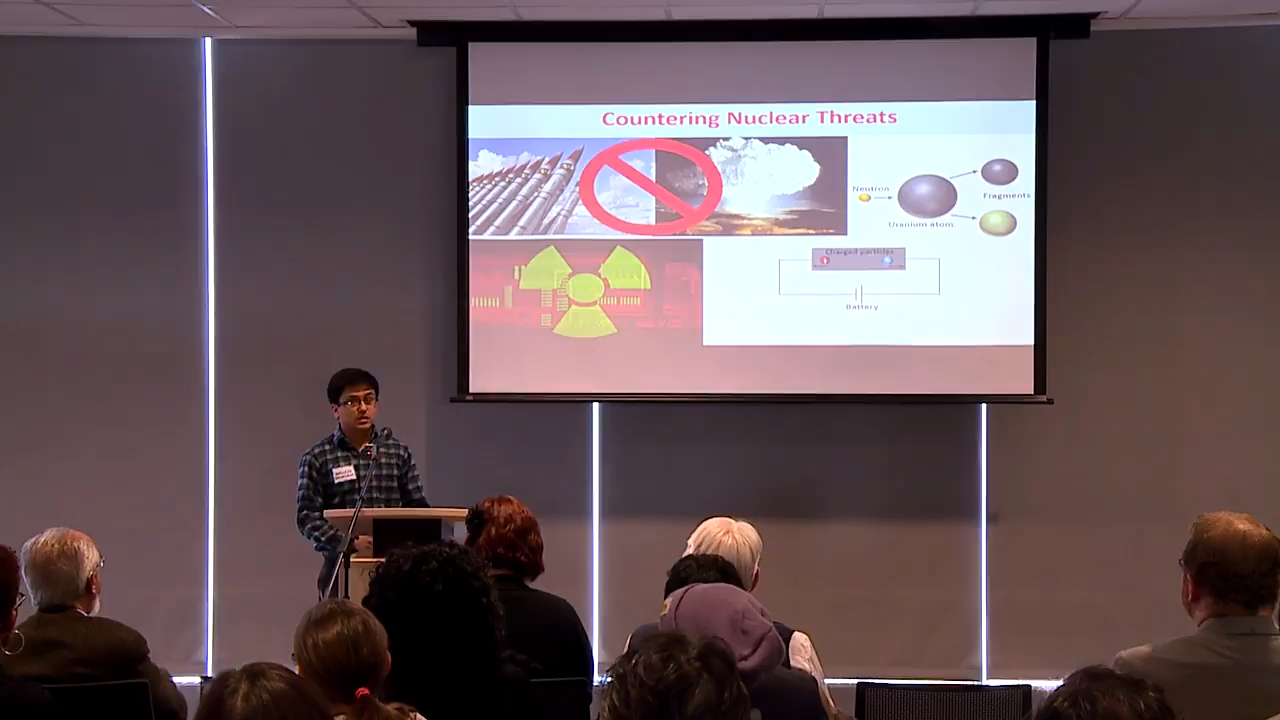 Countering Nuclear Threats
Neutron
Fragments
Uranium atom
Charged particles
Battery